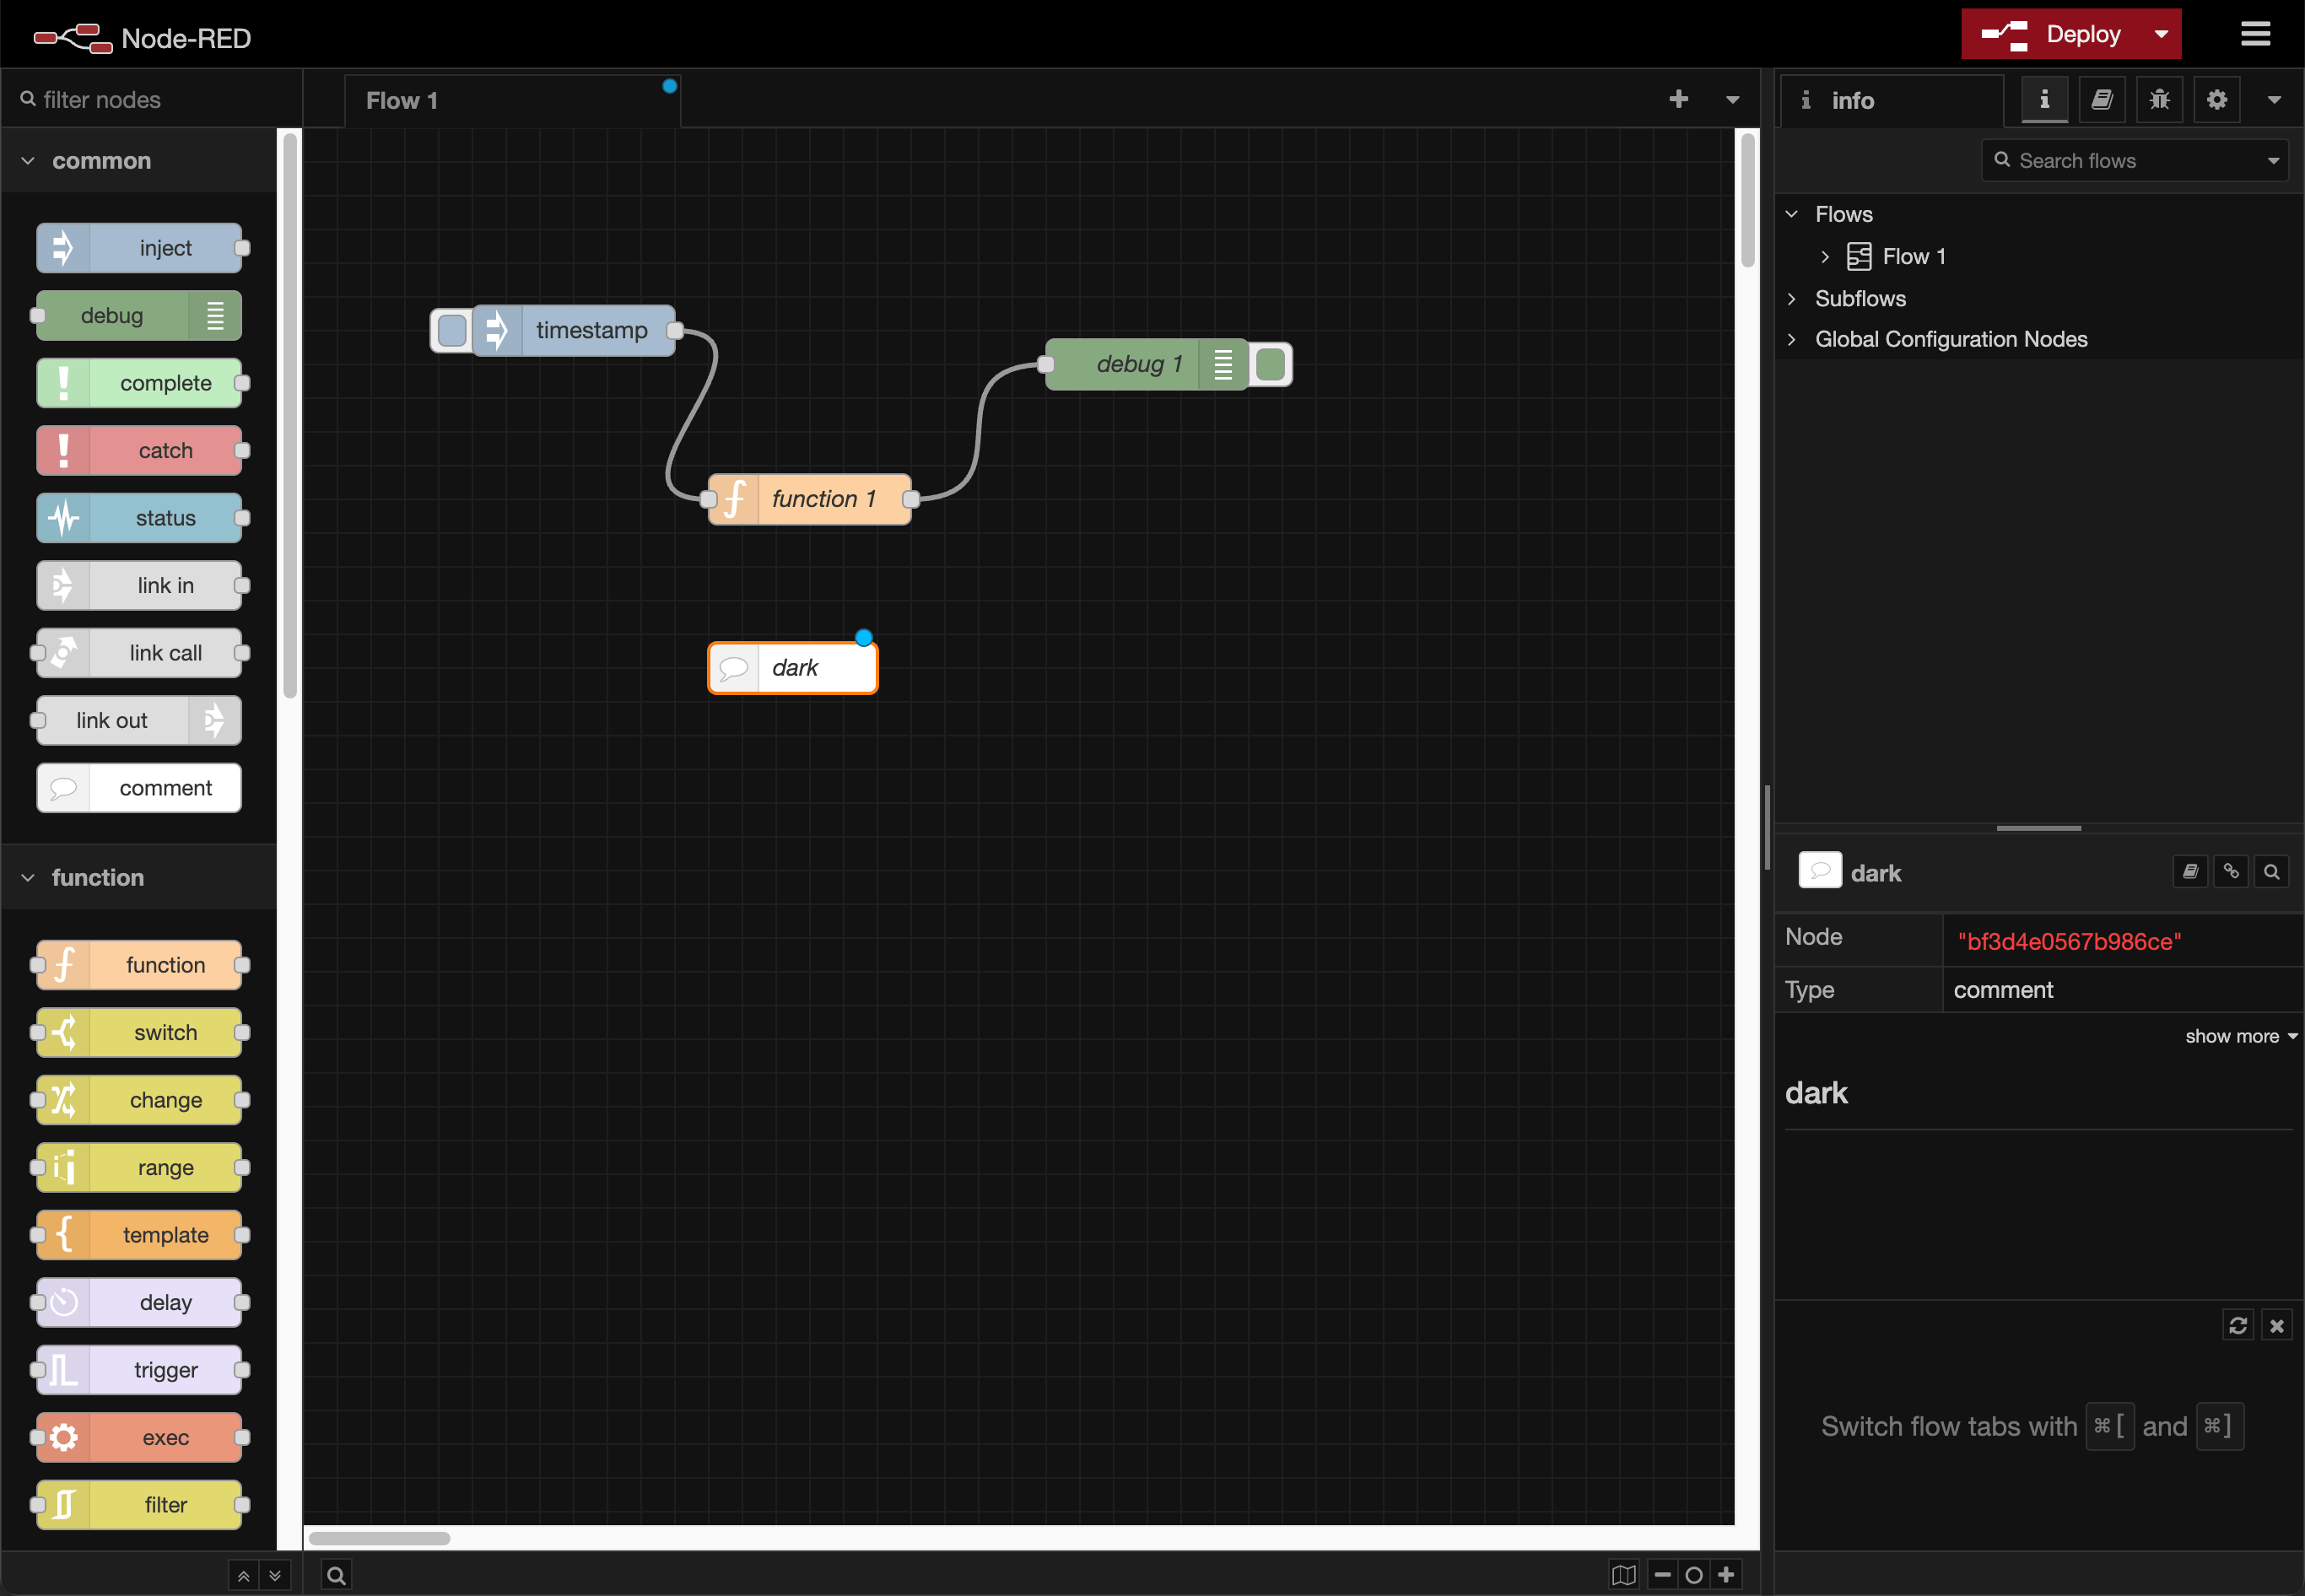 Node-RED
Deploy
filter nodes
common
inject
debug
complete
catch
status
link in
link call
link out
comment
function
function
switch
change
range
template
delay
trigger
exec
filter
Flow 1
timestamp
debug 1
function 1
dark
info
Search flows
Flows
Flow 1
Subflows
Global Configuration Nodes
dark
Node "bf3d4e0567b986ce"
Type comment
show more
dark
Switch flow tabs with ⌘[ and ⌘]